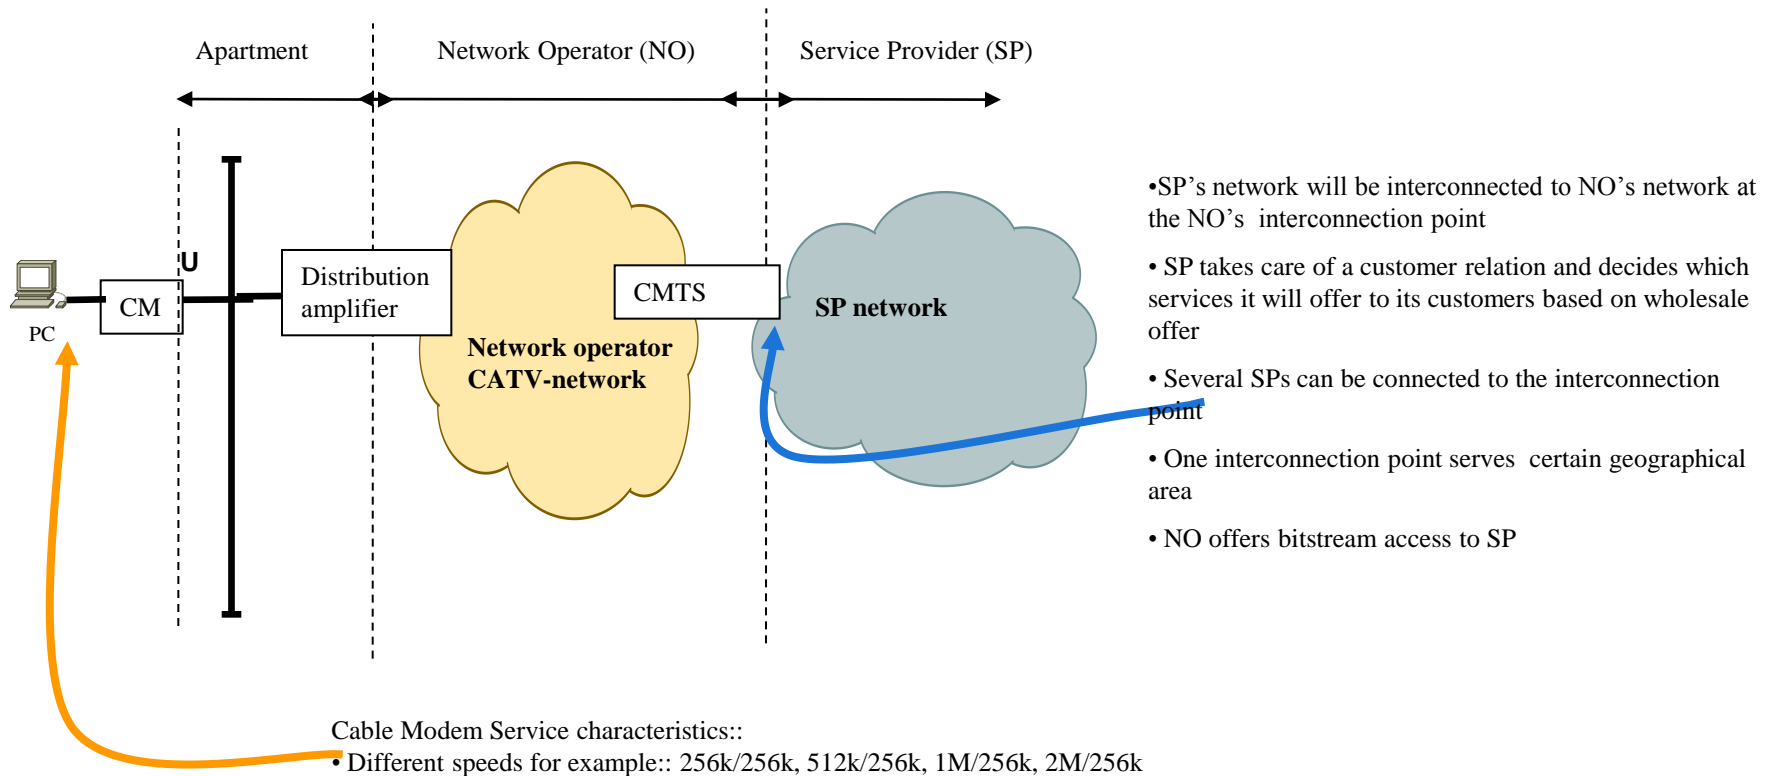 Apartment
Network Operator (NO)
Service Provider (SP)
U
PC
CM
Distribution
amplifier
Network operator
CATV-network
CMTS
SP network
•SP’s network will be interconnected to NO’s network at
the NO’s interconnection point
• SP takes care of a customer relation and decides which
services it will offer to its customers based on wholesale
offer
• Several SPs can be connected to the interconnection
point
• One interconnection point serves certain geographical
area
• NO offers bitstream access to SP
Cable Modem Service characteristics::
• Different speeds for example:: 256k/256k, 512k/256k, 1M/256k, 2M/256k